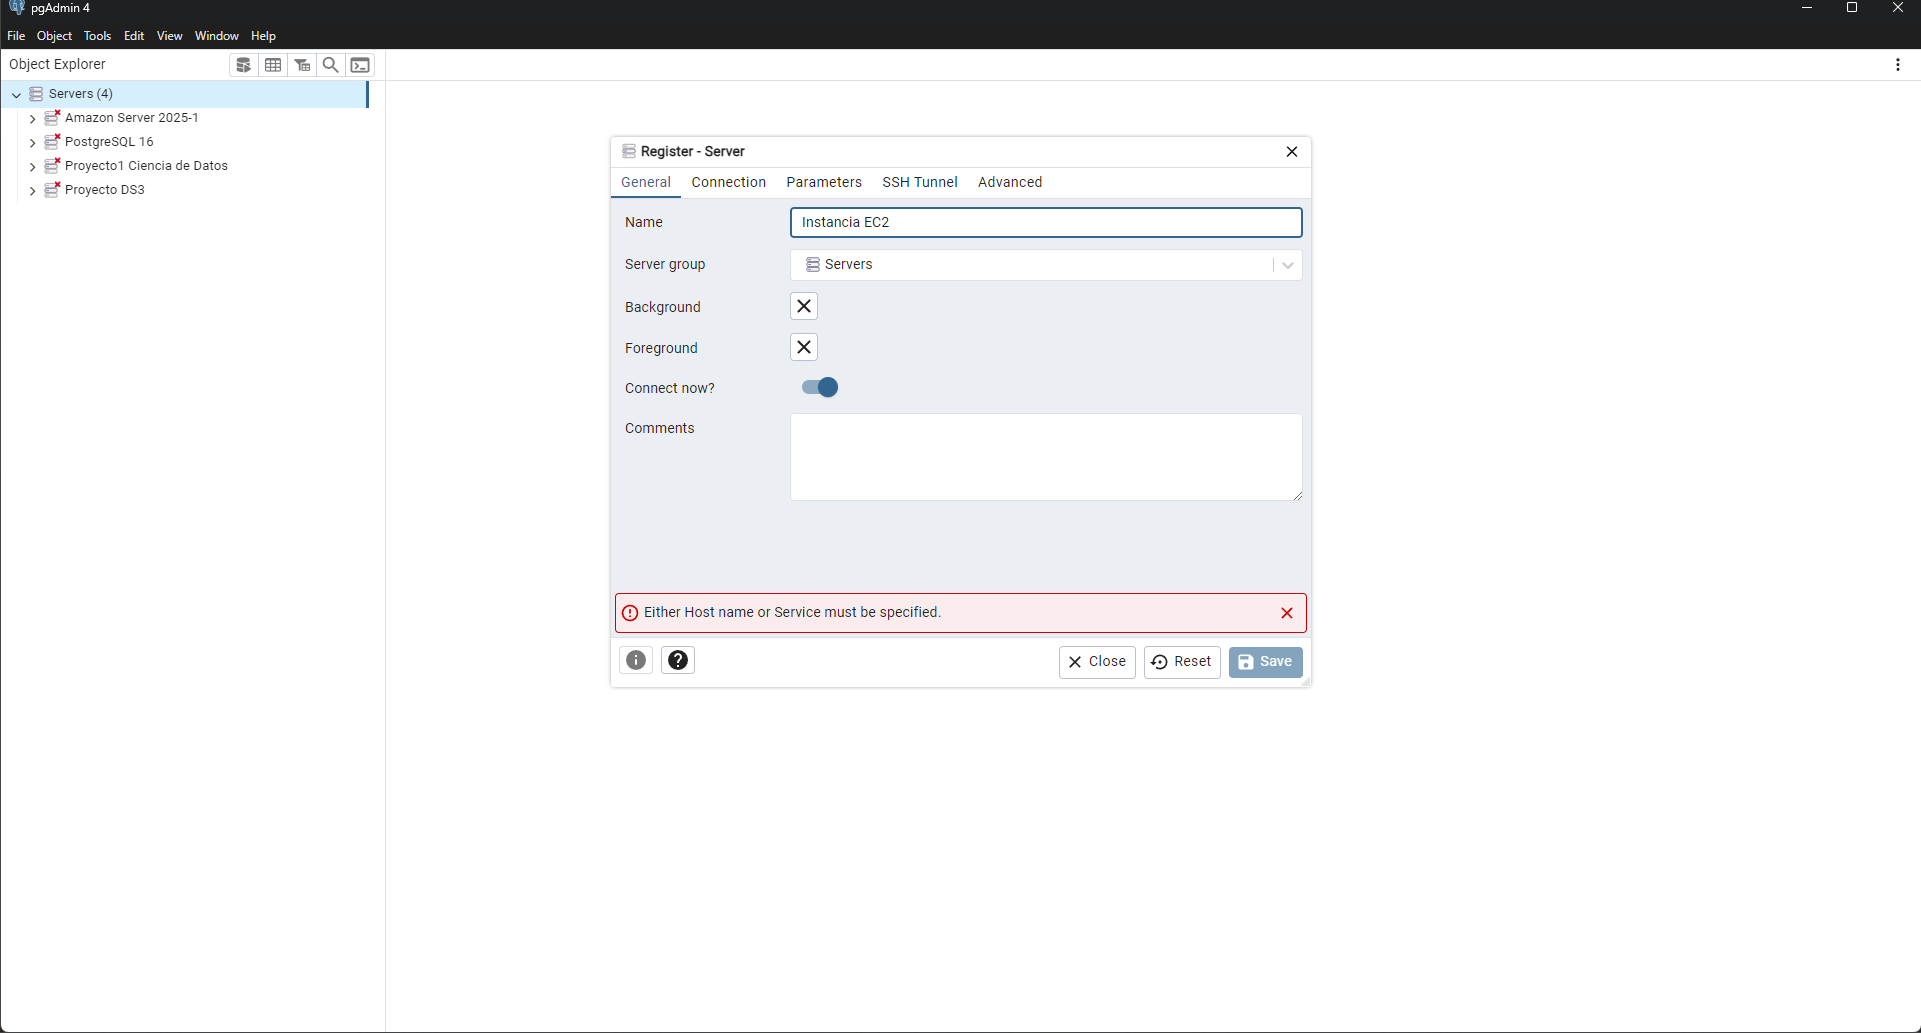 pgAdmin 4
File Object Tools Edit View Window Help
Object Explorer
Servers (4)
Amazon Server 2025-1
PostgreSQL 16
Proyecto1 Ciencia de Datos
Proyecto DS3
Register - Server
General Connection Parameters SSH Tunnel Advanced
Name Instancia EC2
Server group Servers
Background
Foreground
Connect now?
Comments
Either Host name or Service must be specified.
Close Reset Save